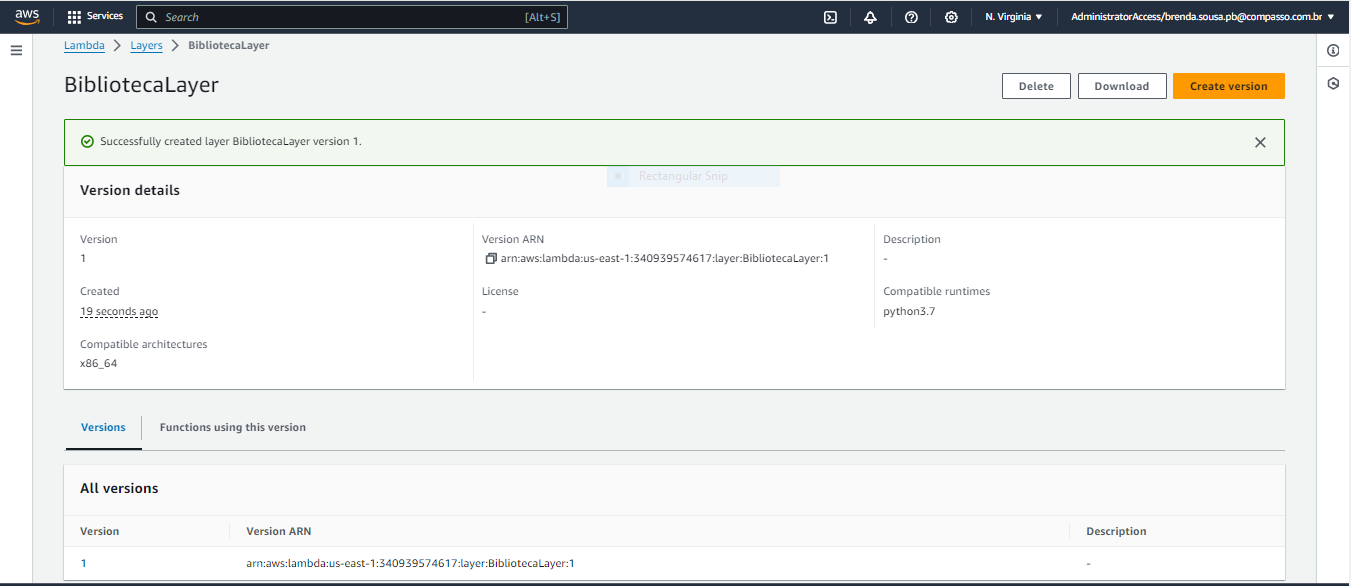 aws Services Search [Alt+S] N. Virginia AdministratorAccess/brenda.sousa.pb@compasso.com.br
Lambda Layers BibliotecaLayer
BibliotecaLayer
Delete Download Create version
Successfully created layer BibliotecaLayer version 1.
Rectangular Snip
Version details
Version Version ARN Description
1 arn:aws:lambda:us-east-1:340939574617:layer:BibliotecaLayer:1 -
Created License Compatible runtimes
19 seconds ago - python3.7
Compatible architectures
x86_64
Versions Functions using this version
All versions
Version Version ARN Description
1 arn:aws:lambda:us-east-1:340939574617:layer:BibliotecaLayer:1 -